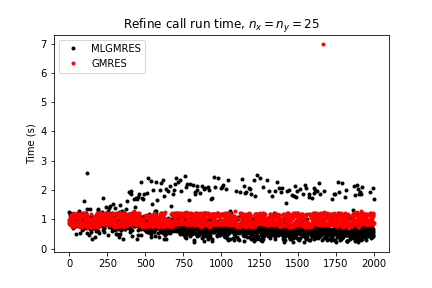 Refine call run time, $n_x = n_y = 25$
MLGMRES
GMRES
Time (s)
7
6
5
4
3
2
1
0
0 250 500 750 1000 1250 1500 1750 2000